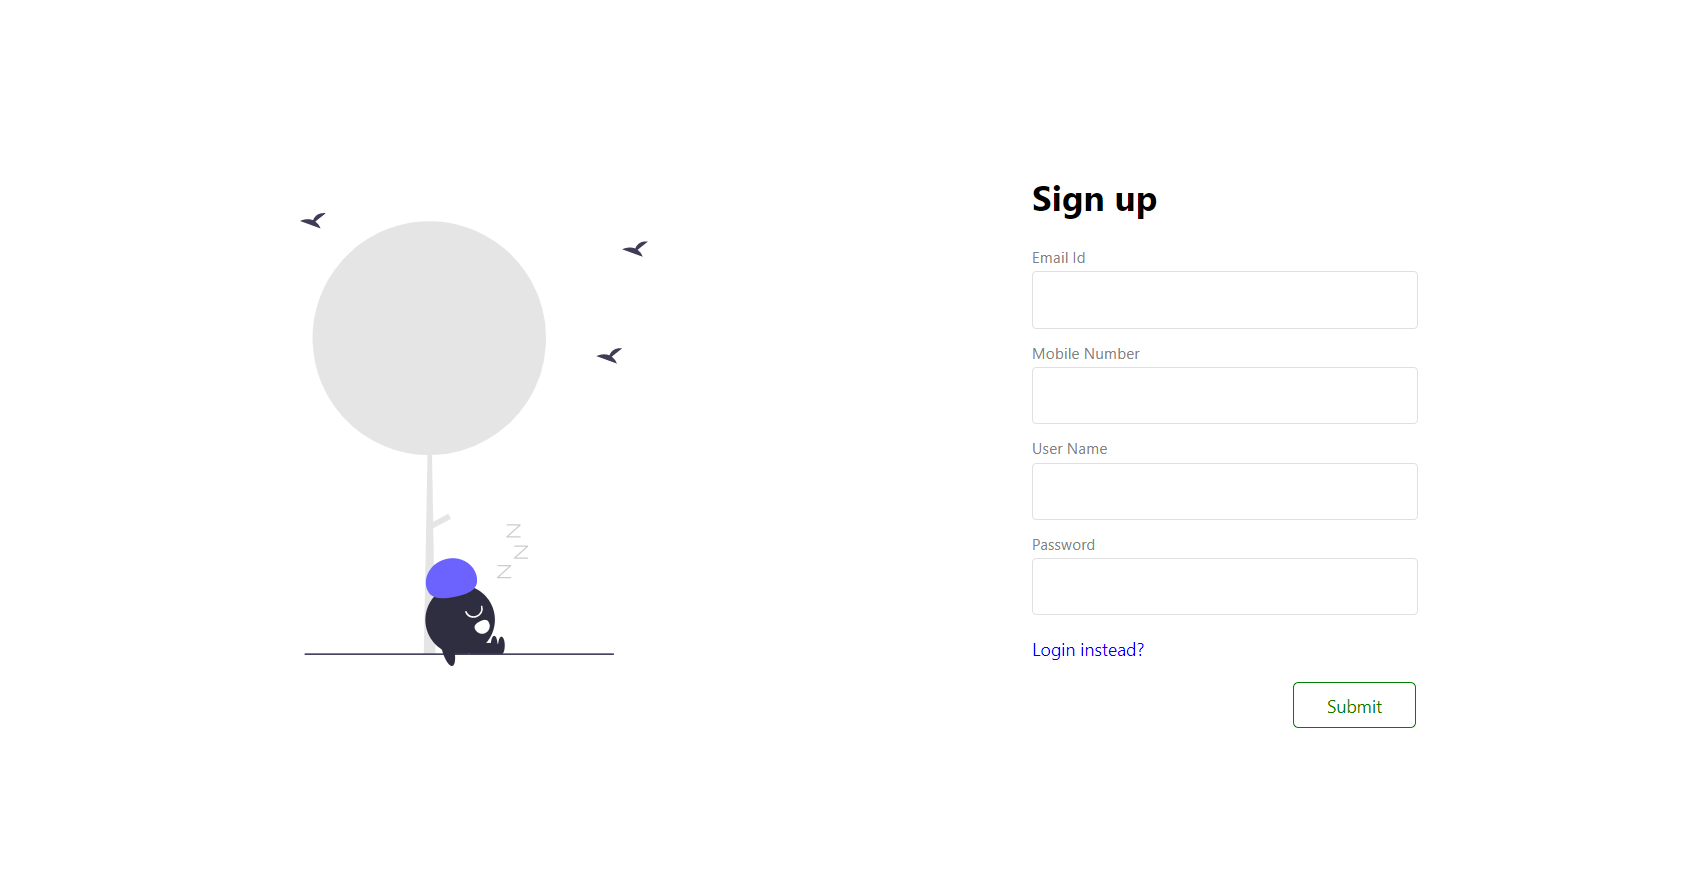 Sign up
Email Id
Mobile Number
User Name
Z
Z
Password
Z
Login instead?
Submit